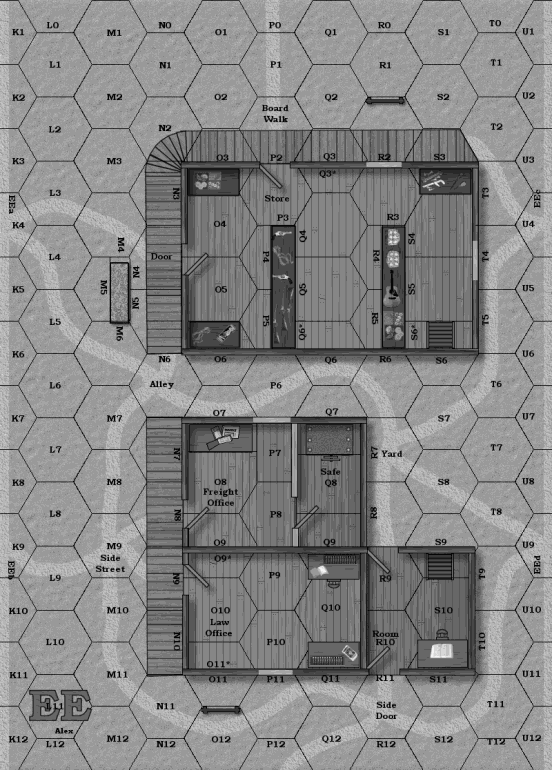 L0 N0 P0 R0 T0
K1 M1 O1 Q1 S1 U1
L1 N1 P1 R1 T1
K2 M2 O2 Q2 S2 U2
Board
Walk
L2 N2 T2
K3 M3 O3 P2 Q3 R2 S3 U3
Q3*
L3 N3 Store T3
EEa EEc
P3 R3
K4 M4 O4 Q4 S4 U4
L4 N4 Door P4 R4 T4
K5 M5 O5 Q5 S5 U5
L5 N5 P5 R5 T5
M6 Q6* S6*
K6 N6 O6 Q6 S6 U6
L6 Alley P6 T6
K7 M7 O7 Q7 S7 U7
L7 N7 P7 R7 Yard T7
Safe
K8 M8 O8 Q8 S8 U8
Freight
Office
L8 N8 P8 R8 T8
K9 M9 O9 Q9 S9 U9
Side
Street
O9*
EEb
L9 N9 P9 R9 T9
K10 M10 O10 Q10 S10 U10
Law
Office
Room
L10 N10 P10 R10 T10
O11*
K11 M11 O11 P11 Q11 R11 S11 U11
EE
L11 N11 Side
Door T11
Alex
K12 L12 M12 N12 O12 P12 Q12 R12 S12 T12 U12